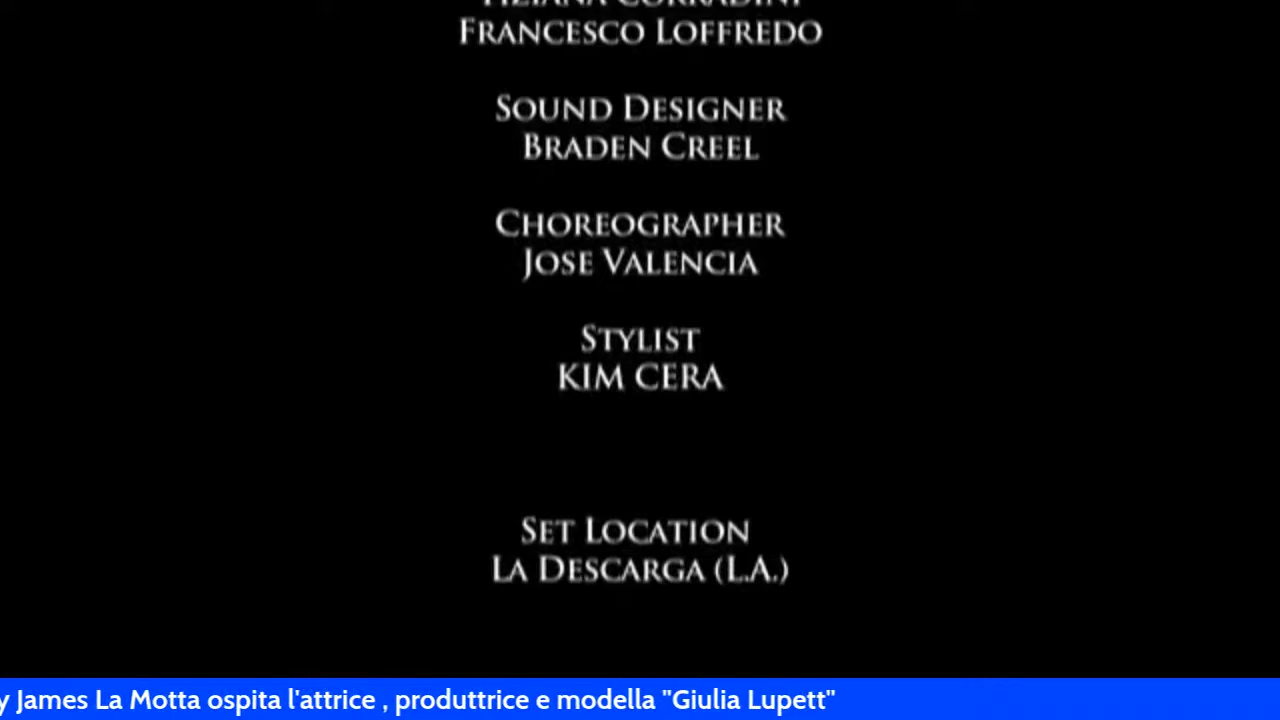 Francesco Loffredo
Sound Designer
Braden Creel
Choreographer
Jose Valencia
Stylist
KIM CERA
Set Location
La Descarga (L.A.)
y James La Motta ospita l'attrice , produttrice e modella "Giulia Lupett"